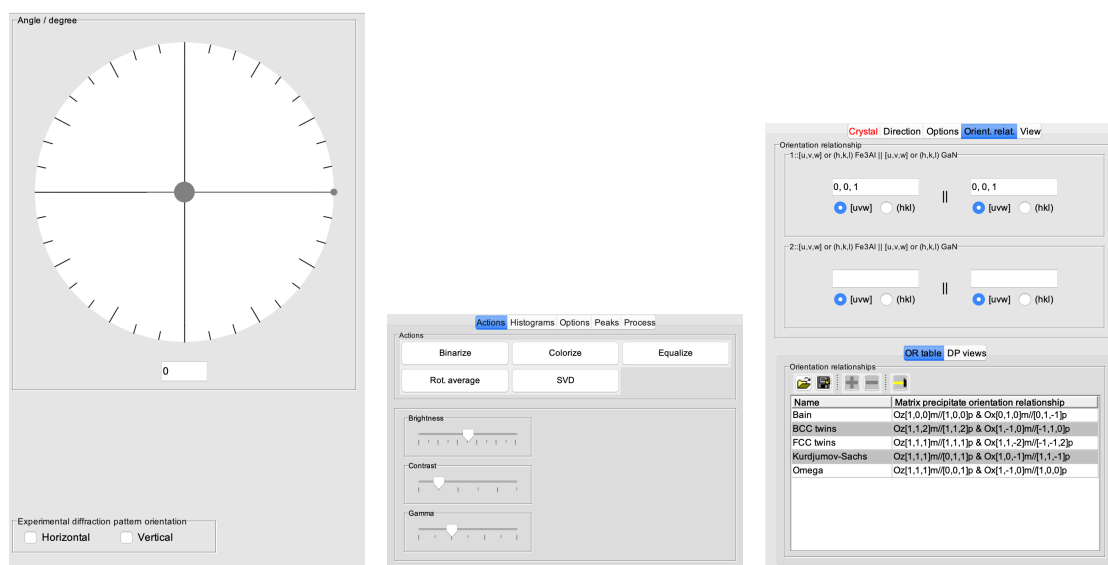 Angle / degree
0
Experimental diffraction pattern orientation
Horizontal Vertical
Actions Histograms Options Peaks Process
Actions
Binarize Colorize Equalize
Rot. average SVD
Brightness
Contrast
Gamma
Crystal Direction Options Orient. relat. View
Orientation relationship
1::[u,v,w] or (h,k,l) Fe3Al || [u,v,w] or (h,k,l) GaN
0, 0, 1 || 0, 0, 1
[uvw] (hkl) [uvw] (hkl)
2::[u,v,w] or (h,k,l) Fe3Al || [u,v,w] or (h,k,l) GaN
||
[uvw] (hkl) [uvw] (hkl)
OR table DP views
Orientation relationships
Name Matrix precipitate orientation relationship
Bain Oz[1,0,0]m//[1,0,0]p & Ox[0,1,0]m//[0,1,-1]p
BCC twins Oz[1,1,2]m//[1,1,2]p & Ox[1,-1,0]m//[-1,1,0]p
FCC twins Oz[1,1,1]m//[1,1,1]p & Ox[1,1,-2]m//[-1,-1,2]p
Kurdjumov-Sachs Oz[1,1,1]m//[0,1,1]p & Ox[1,0,-1]m//[1,1,-1]p
Omega Oz[1,1,1]m//[0,0,1]p & Ox[1,-1,0]m//[1,0,0]p